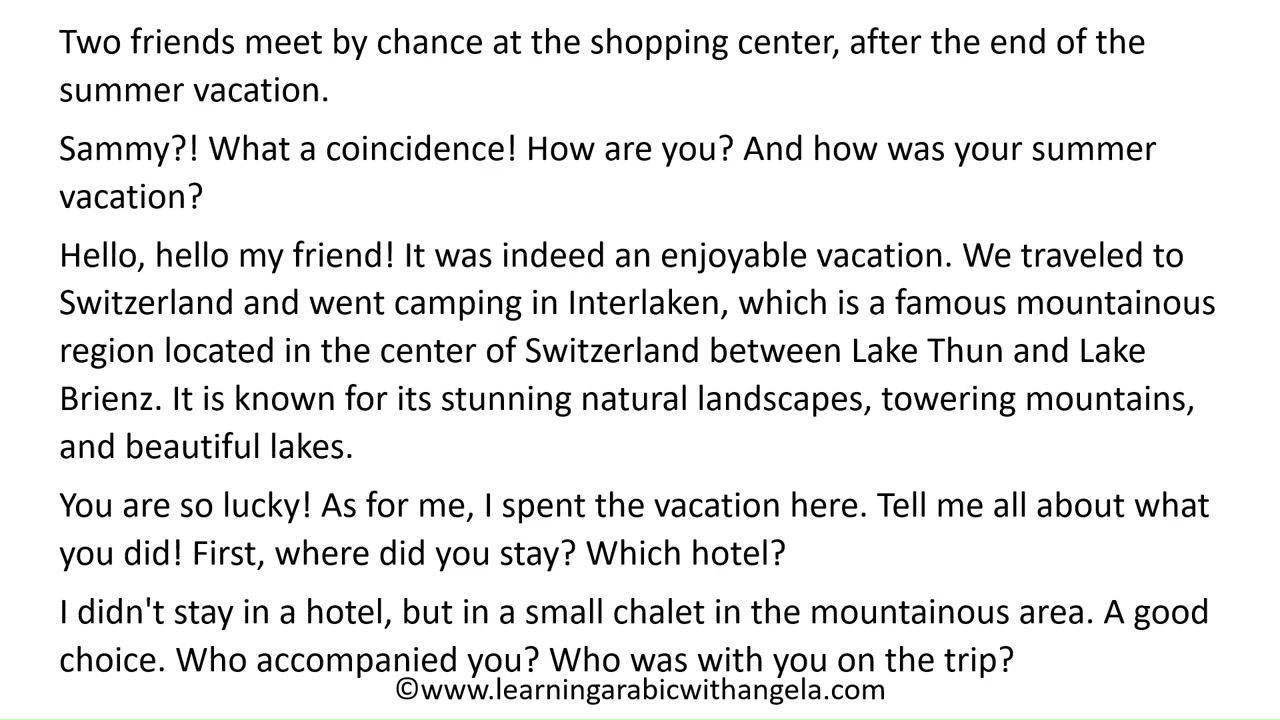 Two friends meet by chance at the shopping center, after the end of the
summer vacation.
Sammy?! What a coincidence! How are you? And how was your summer
vacation?
Hello, hello my friend! It was indeed an enjoyable vacation. We traveled to
Switzerland and went camping in Interlaken, which is a famous mountainous
region located in the center of Switzerland between Lake Thun and Lake
Brienz. It is known for its stunning natural landscapes, towering mountains,
and beautiful lakes.
You are so lucky! As for me, I spent the vacation here. Tell me all about what
you did! First, where did you stay? Which hotel?
I didn't stay in a hotel, but in a small chalet in the mountainous area. A good
choice. Who accompanied you? Who was with you on the trip?
©www.learningarabicwithangela.com